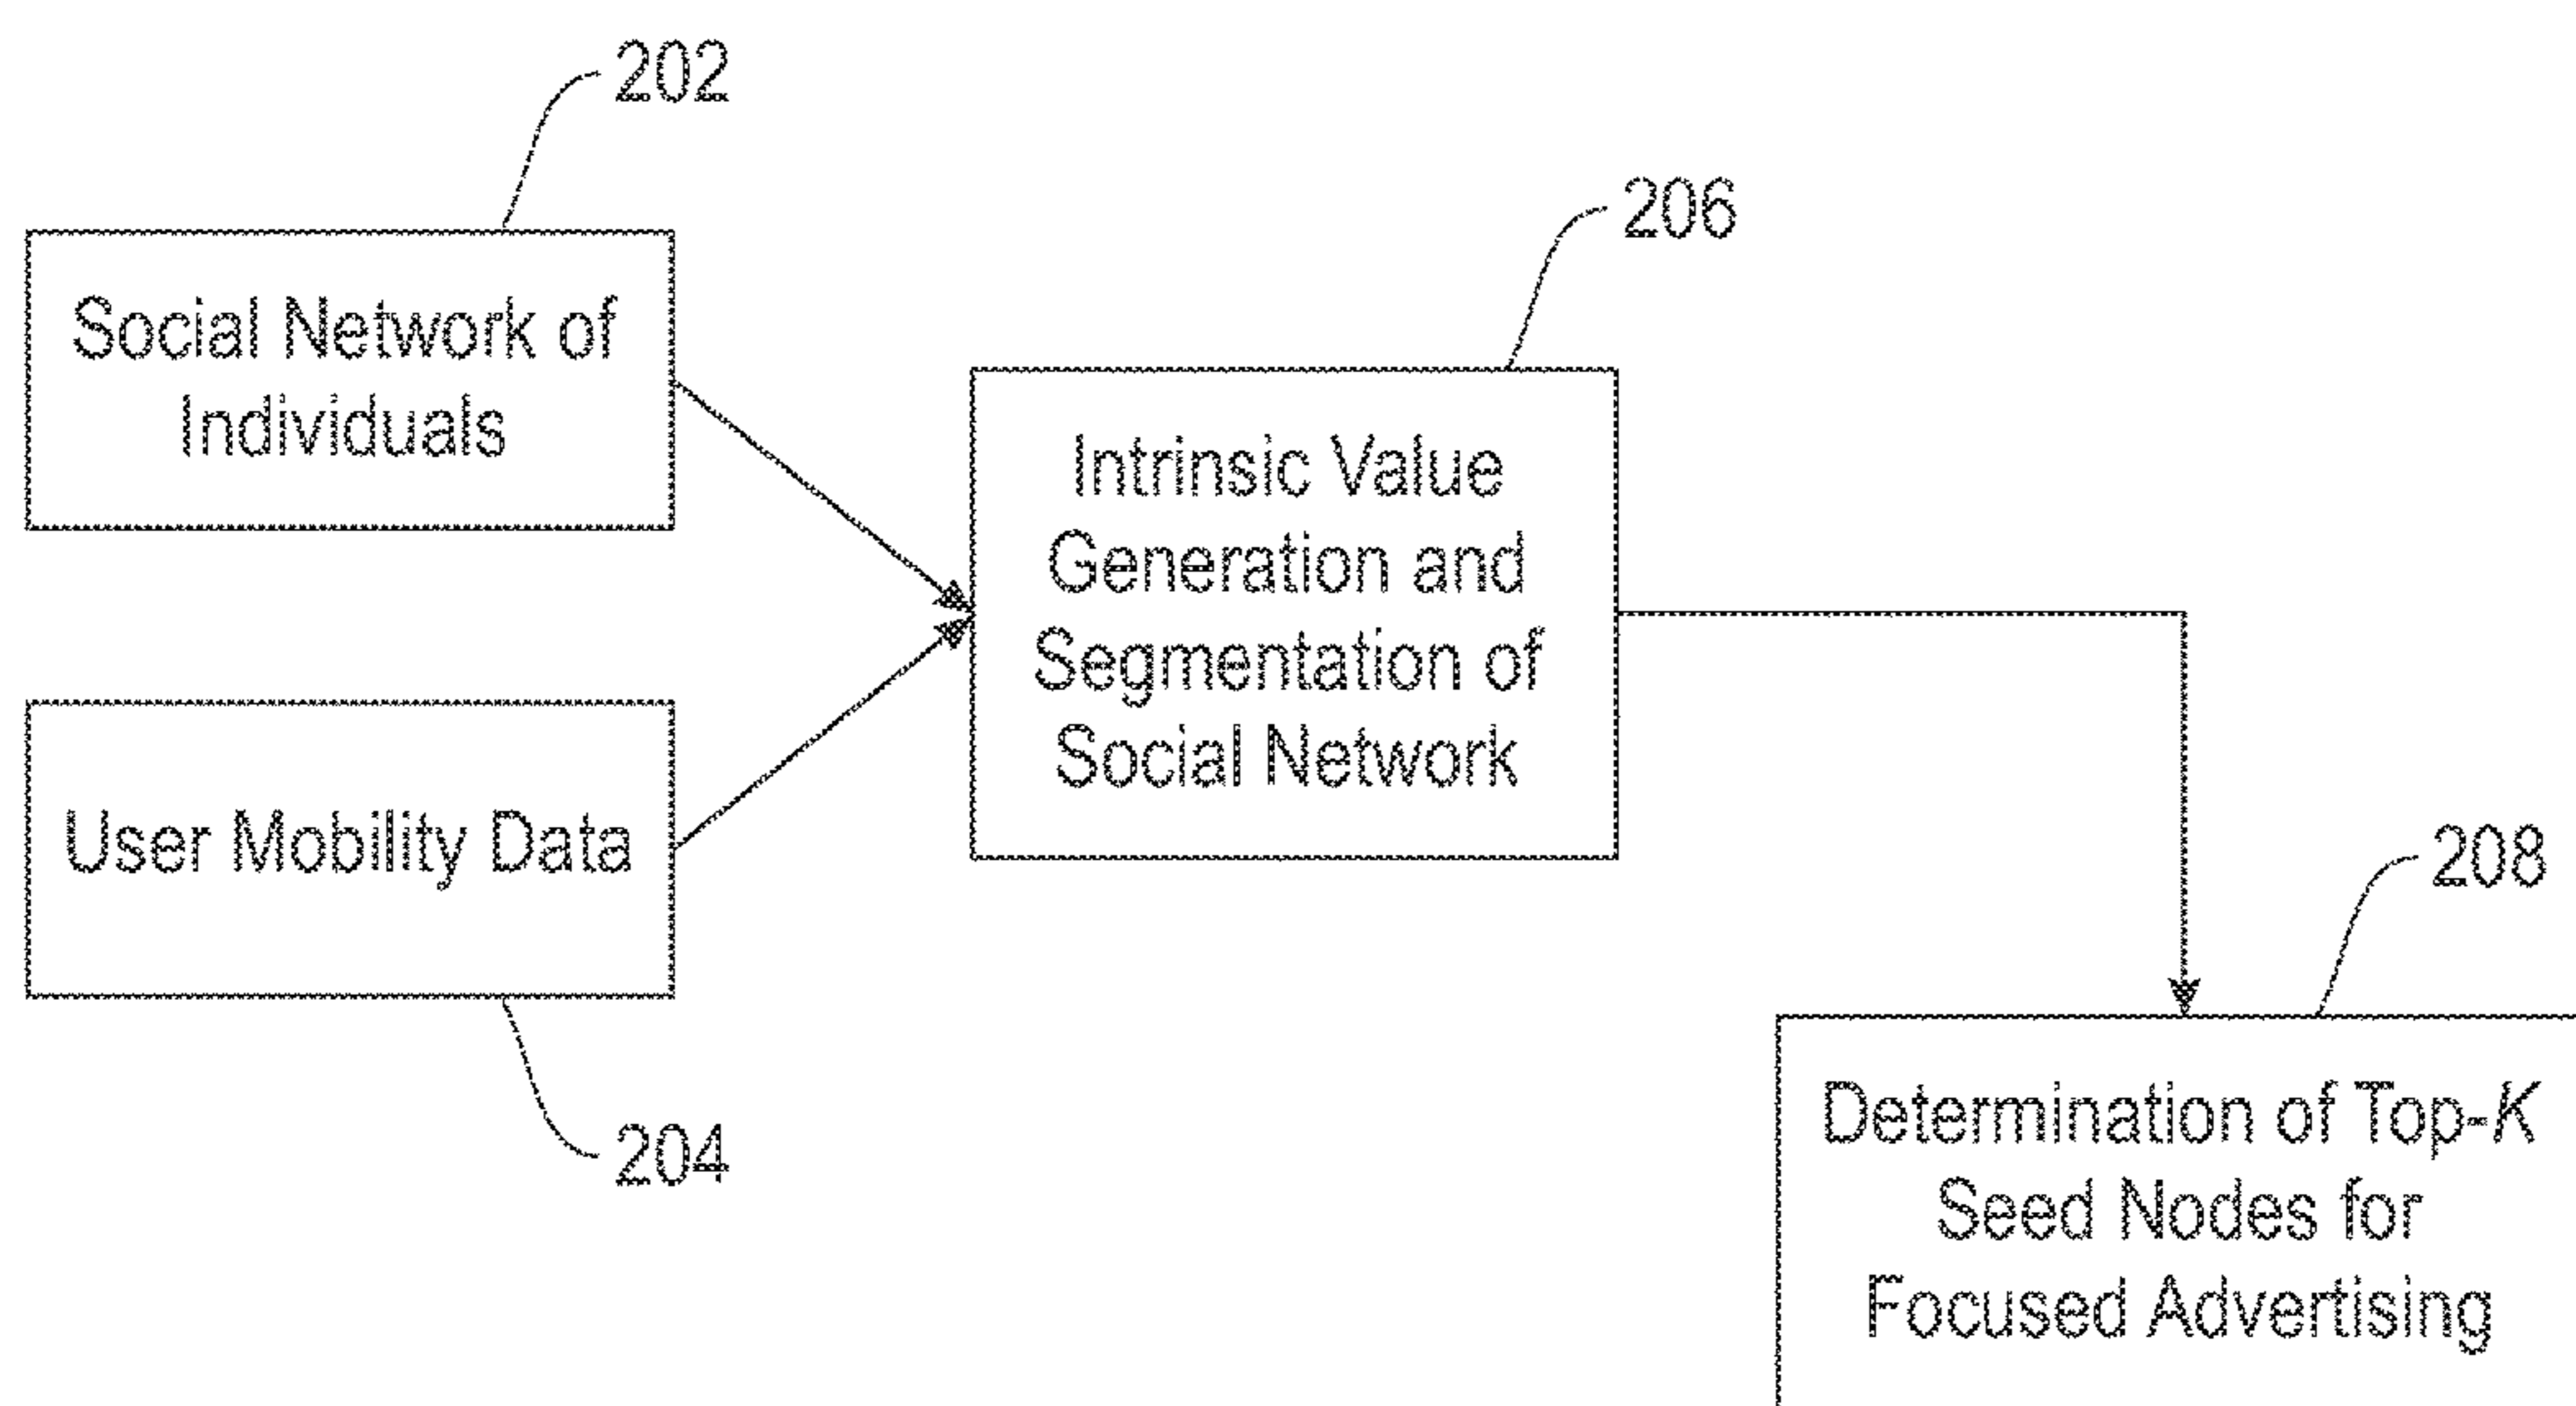 202
Social Network of
Individuals
206
Intrinsic Value
Generation and
Segmentation of
Social Network
User Mobility Data
204
208
Determination of Top-K
Seed Nodes for
Focused Advertising